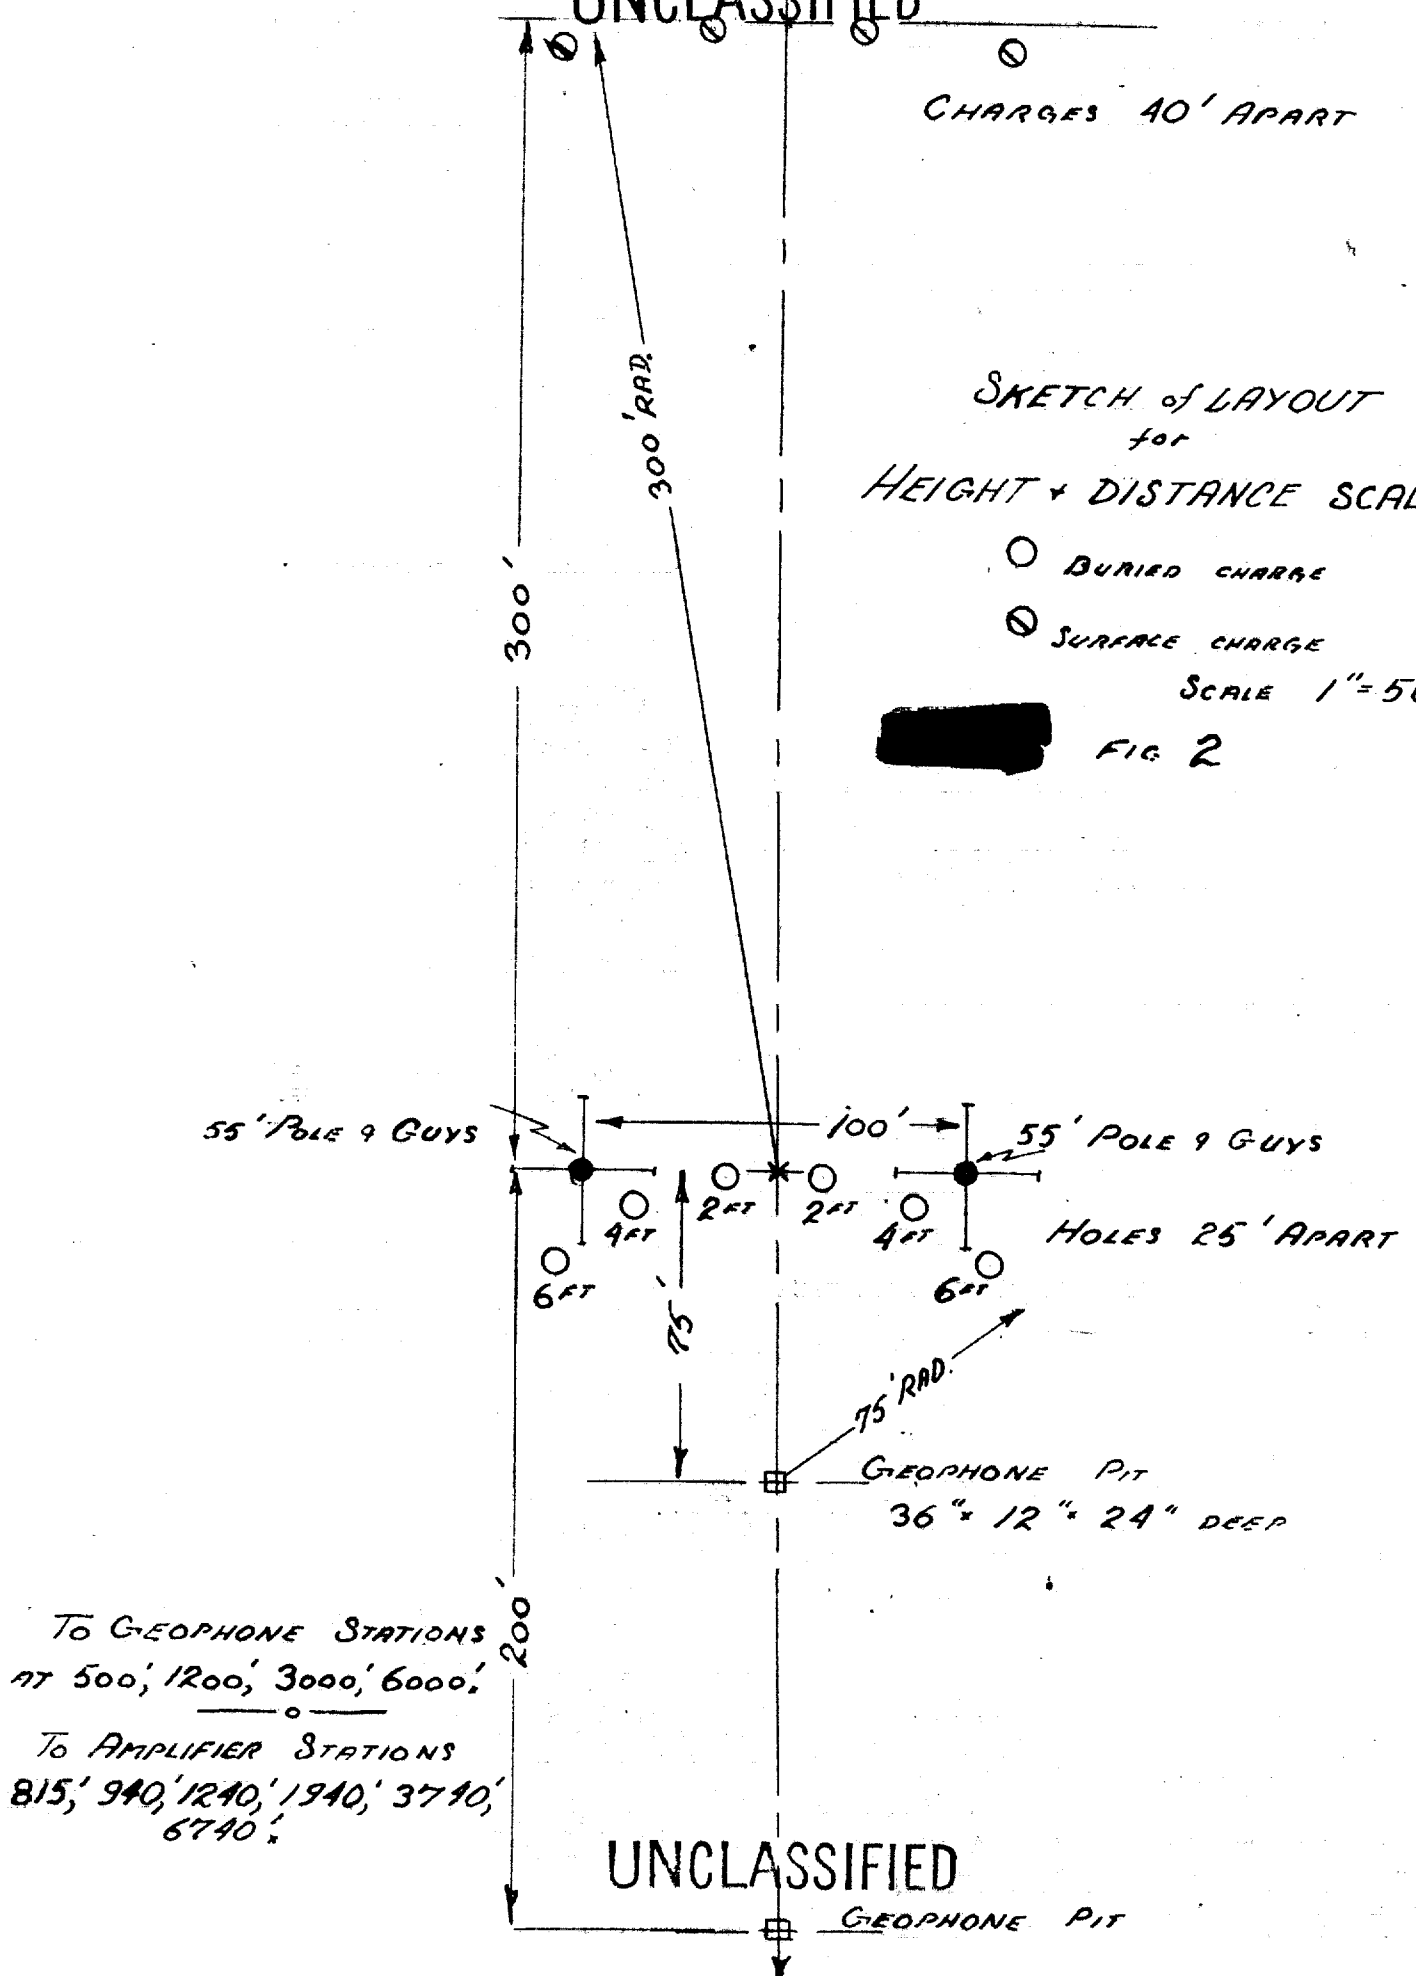 UNCLASSIFIED
CHARGES 40' APART
300' RAD.
SKETCH of LAYOUT
for
HEIGHT & DISTANCE SCAL
BURIED CHARGE
SURFACE CHARGE
SCALE 1"=50
FIG 2
300'
55' POLE & GUYS
100'
55' POLE & GUYS
2FT
2FT
4FT
4FT
HOLES 25' APART
6FT
6FT
75'
75' RAD.
GEOPHONE PIT
36"x 12"x 24" DEEP
200'
TO GEOPHONE STATIONS
AT 500', 1200', 3000', 6000'.
TO AMPLIFIER STATIONS
815', 940', 1240', 1940', 3740',
6740'.
UNCLASSIFIED
GEOPHONE PIT